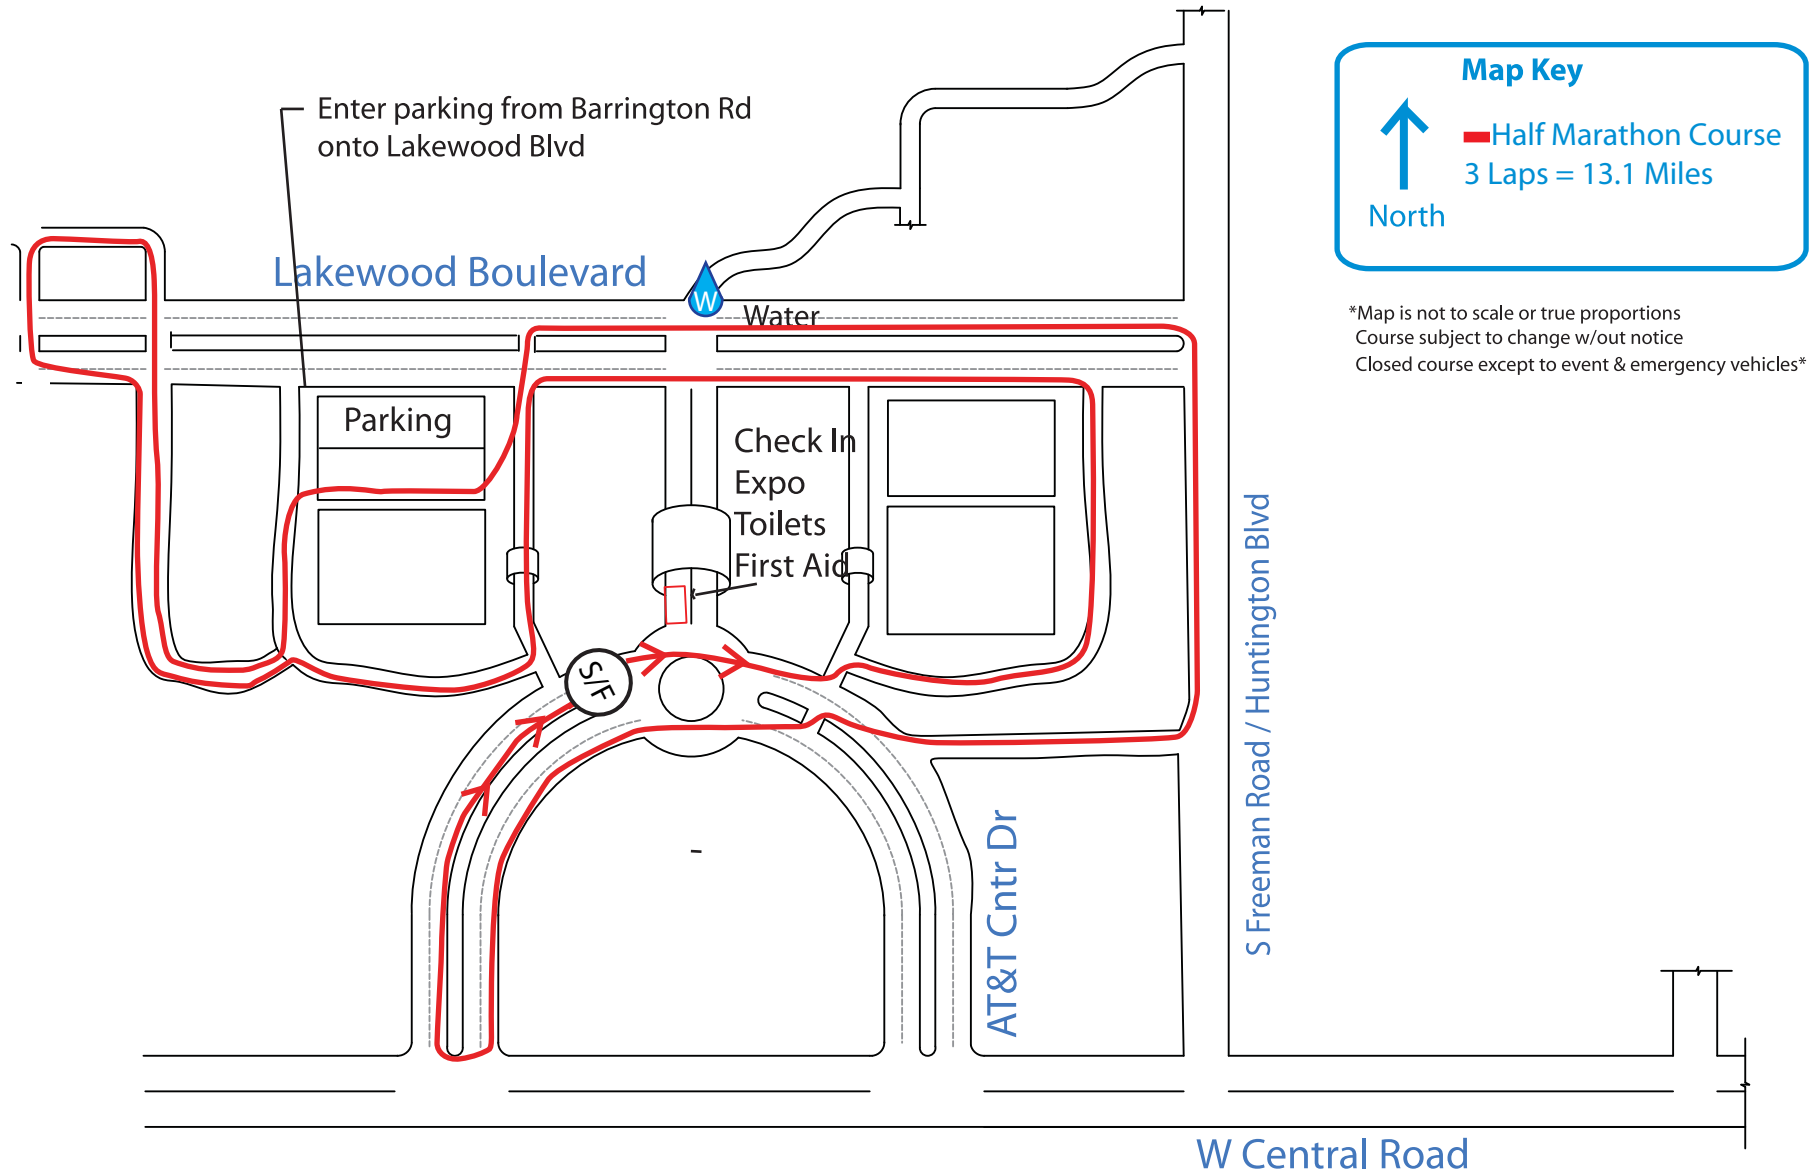 Map Key
Half Marathon Course
3 Laps = 13.1 Miles
North
*Map is not to scale or true proportions
Course subject to change w/out notice
Closed course except to event & emergency vehicles*
Enter parking from Barrington Rd
onto Lakewood Blvd
Lakewood Boulevard
W
Water
Parking
Check In
Expo
Toilets
First Aid
S/F
S Freeman Road / Huntington Blvd
AT&T Cntr Dr
W Central Road